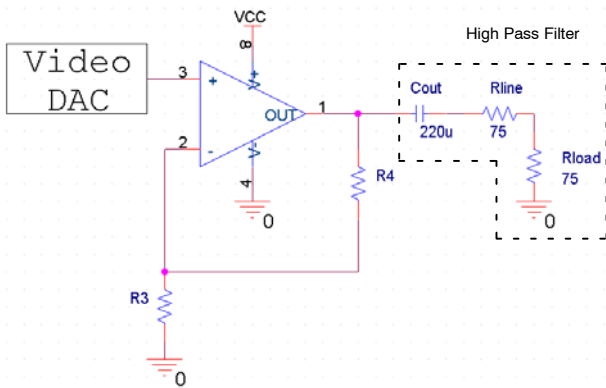 High Pass Filter
VCC
Video
DAC
8
V+
3
+
OUT
1
2
-
V-
4
0
Cout
220u
Rline
75
Rload
75
0
R4
R3
0